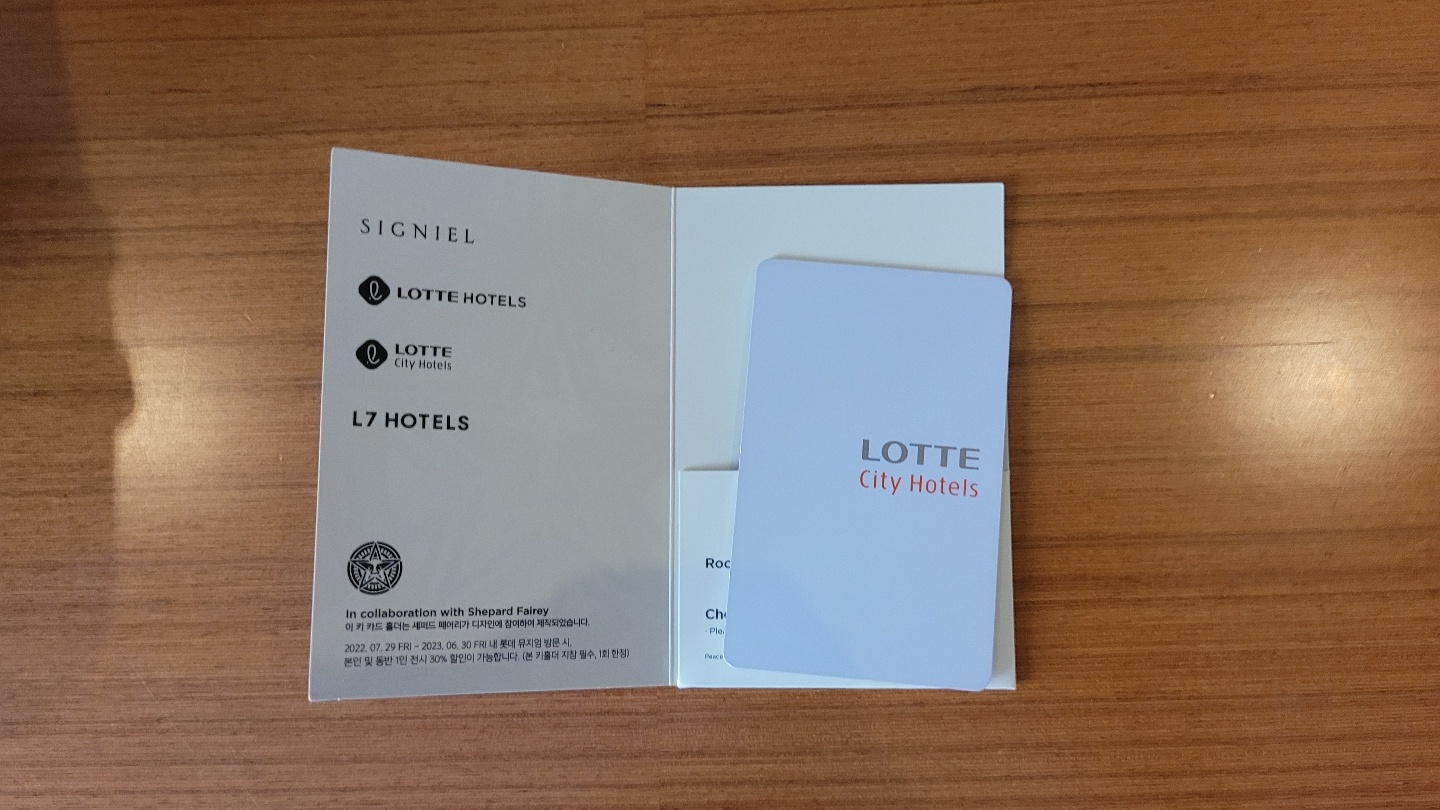 SIGNIEL
LOTTE HOTELS
LOTTE
City Hotels
L7 HOTELS
In collaboration with Shepard Fairey
이 키 카드 홀더는 셰퍼드 페어리가 디자인에 참여하여 제작되었습니다.
2022. 07. 29 FRI – 2023. 06. 30 FRI 내 롯데 뮤지엄 방문 시,
본인 및 동반 1인 전시 30% 할인이 가능합니다. (본 키홀더 지참 필수, 1회 한정)
LOTTE
City Hotels
Roo
Che
· Plea
Peace